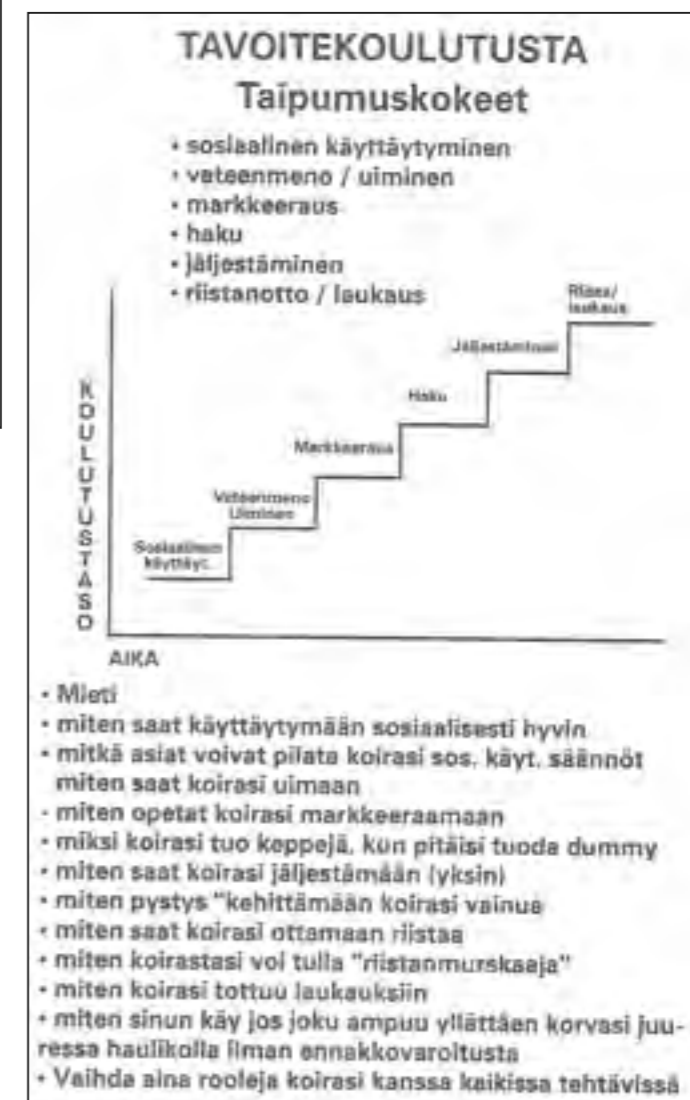 TAVOITEKOULUTUSTA
Taipumuskokeet
• sosiaalinen käyttäytyminen
• veteenmeno / uiminen
• markkeeraus
• haku
• jäljestäminen
• riistanotto / laukaus
Riista/
laukaus
Jäljestäminen
Haku
Markkeeraus
Veteenmeno
Uiminen
Sosiaalinen
käyttäyt.
KOULUTUSTASO
AIKA
• Mieti
• miten saat käyttäytymään sosiaalisesti hyvin
• mitkä asiat voivat pilata koirasi sos. käyt. säännöt
miten saat koirasi uimaan
- miten opetat koirasi markkeeraamaan
• miksi koirasi tuo keppejä, kun pitäisi tuoda dummy
• miten saat koirasi jäljestämään (yksin)
• miten pystys "kehittämään koirasi vainua
• miten saat koirasi ottamaan riistaa
• miten koirastasi voi tulla "riistanmurskaaja"
• miten koirasi tottuu laukauksiin
• miten sinun käy jos joku ampuu yllättäen korvasi juu-
ressa haulikolla ilman ennakkovaroitusta
• Vaihda aina rooleja koirasi kanssa kaikissa tehtävissä